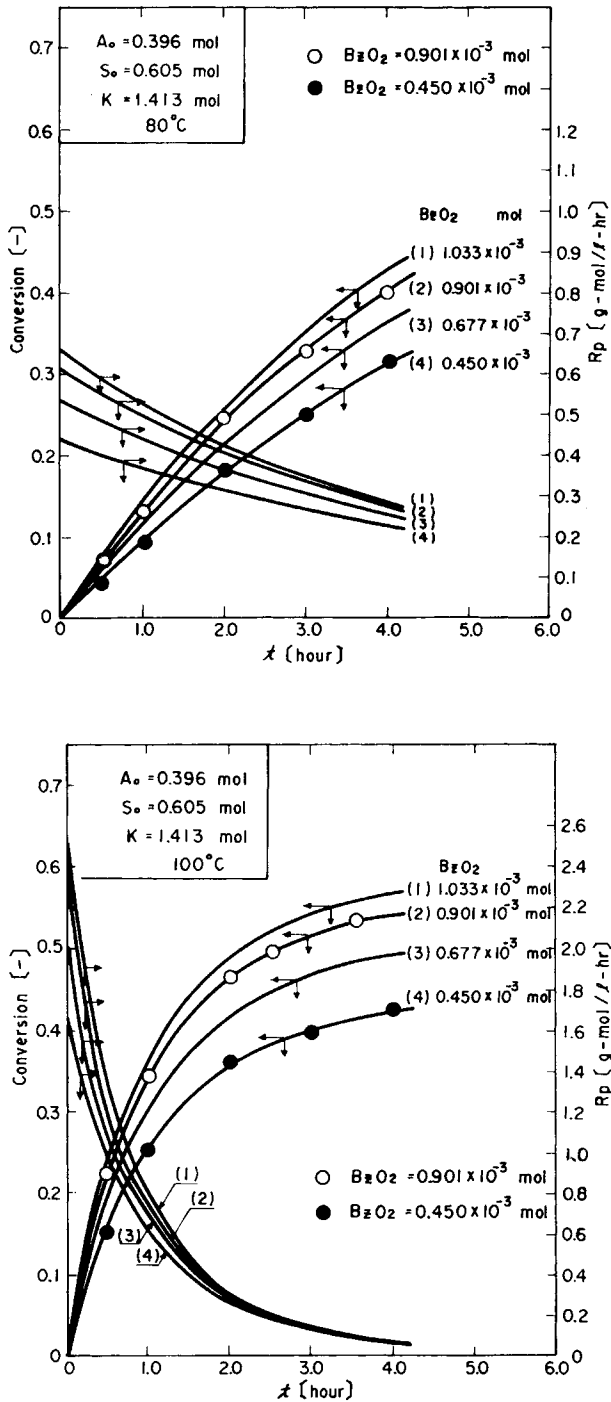 A₀ = 0.396 mol
S₀ = 0.605 mol
K = 1.413 mol
80°C
○ BzO₂ = 0.901 x 10⁻³ mol
● BzO₂ = 0.450 x 10⁻³ mol
BzO₂ mol
(1) 1.033 x 10⁻³
(2) 0.901 x 10⁻³
(3) 0.677 x 10⁻³
(4) 0.450 x 10⁻³
(1)
(2)
(3)
(4)
0.7
0.6
0.5
0.4
0.3
0.2
0.1
0
Conversion (-)
1.2
1.1
1.0
0.9
0.8
0.7
0.6
0.5
0.4
0.3
0.2
0.1
0
Rp [g-mol/ℓ-hr]
0 1.0 2.0 3.0 4.0 5.0 6.0
t [hour]
A₀ = 0.396 mol
S₀ = 0.605 mol
K = 1.413 mol
100°C
BzO₂
(1) 1.033 x 10⁻³ mol
(2) 0.901 x 10⁻³ mol
(3) 0.677 x 10⁻³ mol
(4) 0.450 x 10⁻³ mol
○ BzO₂ = 0.901 x 10⁻³ mol
● BzO₂ = 0.450 x 10⁻³ mol
(1)
(2)
(3)
(4)
0.7
0.6
0.5
0.4
0.3
0.2
0.1
0
Conversion (-)
2.6
2.4
2.2
2.0
1.8
1.6
1.4
1.2
1.0
0.8
0.6
0.4
0.2
0
Rp [g-mol/ℓ-hr]
0 1.0 2.0 3.0 4.0 5.0 6.0
t [hour]